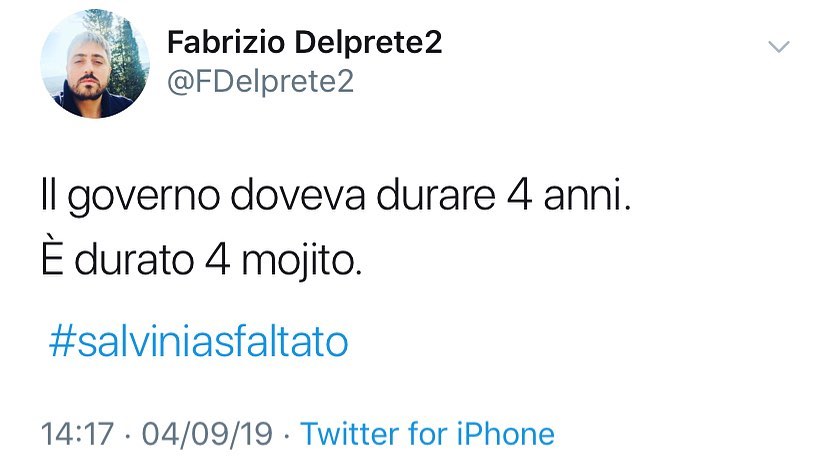 Fabrizio Delprete2
@FDelprete2
Il governo doveva durare 4 anni.
È durato 4 mojito.
#salviniasfaltato
14:17 · 04/09/19 · Twitter for iPhone